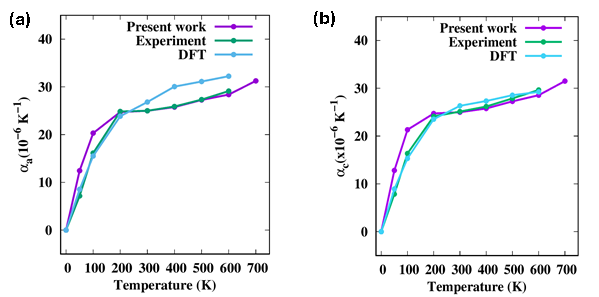 (a)
Present work
Experiment
DFT
40
30
20
10
0
αa(10⁻⁶ K⁻¹)
0 100 200 300 400 500 600 700
Temperature (K)
(b)
Present work
Experiment
DFT
40
30
20
10
0
αc(x10⁻⁶ K⁻¹)
0 100 200 300 400 500 600 700
Temperature (K)